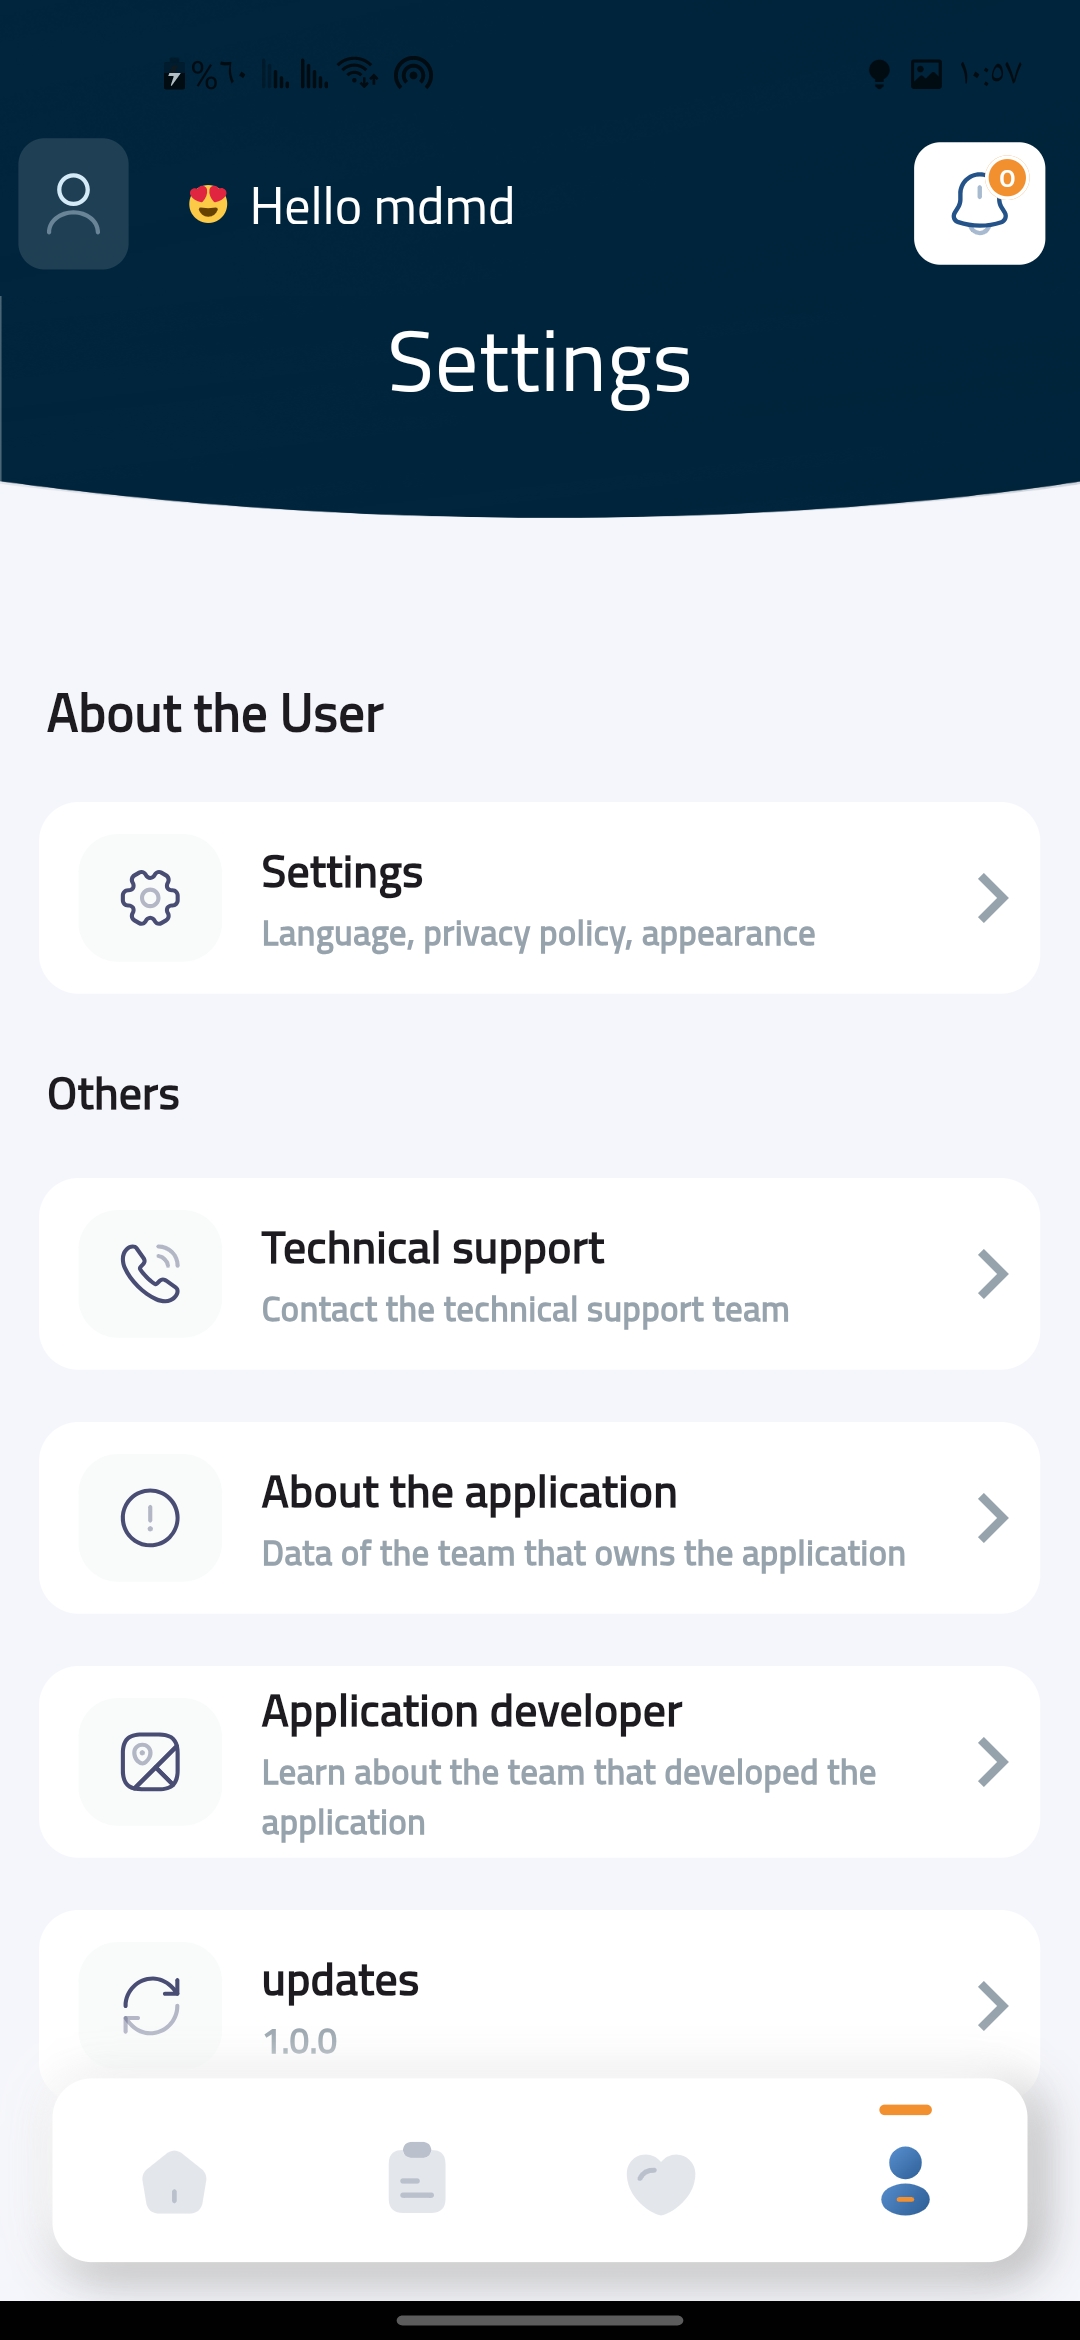 %٦٠
١٠:٥٧
Hello mdmd
0
Settings
About the User
Settings
Language, privacy policy, appearance
Others
Technical support
Contact the technical support team
About the application
Data of the team that owns the application
Application developer
Learn about the team that developed the
application
updates
1.0.0